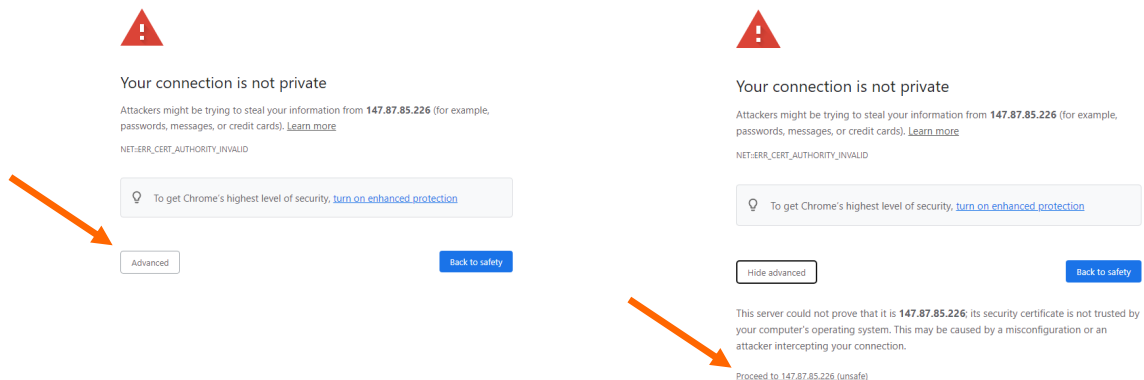 Your connection is not private
Attackers might be trying to steal your information from 147.87.85.226 (for example,
passwords, messages, or credit cards). Learn more
NET::ERR_CERT_AUTHORITY_INVALID
To get Chrome's highest level of security, turn on enhanced protection
Advanced
Back to safety
Your connection is not private
Attackers might be trying to steal your information from 147.87.85.226 (for example,
passwords, messages, or credit cards). Learn more
NET::ERR_CERT_AUTHORITY_INVALID
To get Chrome's highest level of security, turn on enhanced protection
Hide advanced
Back to safety
This server could not prove that it is 147.87.85.226; its security certificate is not trusted by
your computer's operating system. This may be caused by a misconfiguration or an
attacker intercepting your connection.
Proceed to 147.87.85.226 (unsafe)